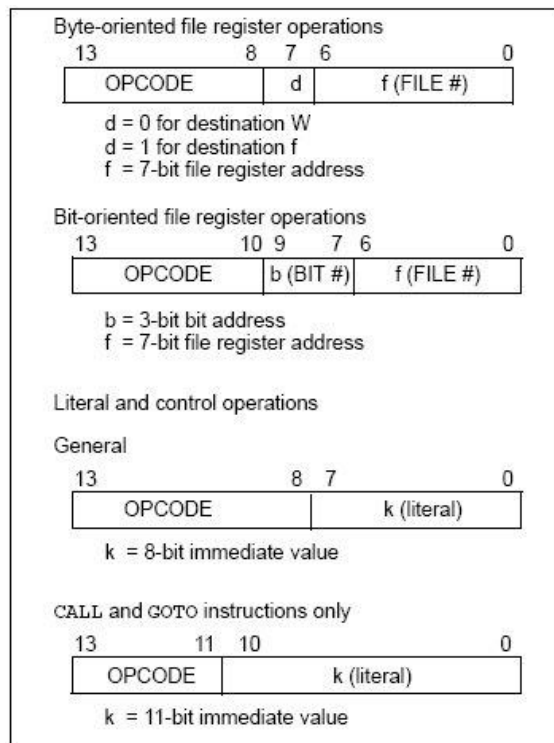 Byte-oriented file register operations
13 8 7 6 0
OPCODE d f (FILE #)
d = 0 for destination W
d = 1 for destination f
f = 7-bit file register address
Bit-oriented file register operations
13 10 9 7 6 0
OPCODE b (BIT #) f (FILE #)
b = 3-bit bit address
f = 7-bit file register address
Literal and control operations
General
13 8 7 0
OPCODE k (literal)
k = 8-bit immediate value
CALL and GOTO instructions only
13 11 10 0
OPCODE k (literal)
k = 11-bit immediate value